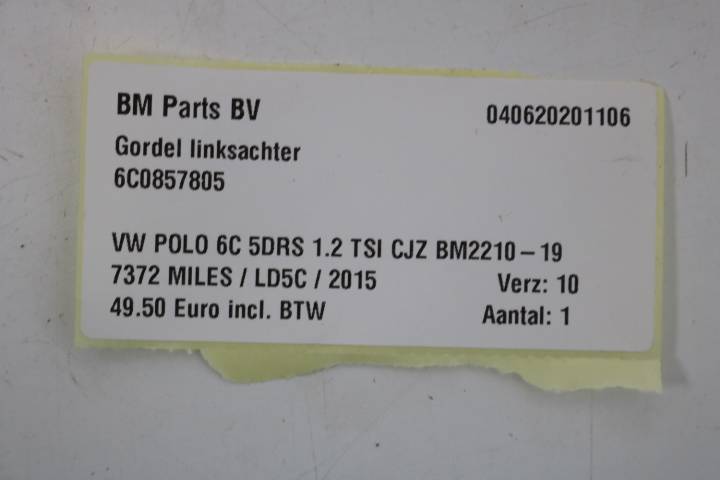 BM Parts BV 040620201106
Gordel linksachter
6C0857805
VW POLO 6C 5DRS 1.2 TSI CJZ BM2210-19
7372 MILES / LD5C / 2015 Verz: 10
49.50 Euro incl. BTW Aantal: 1